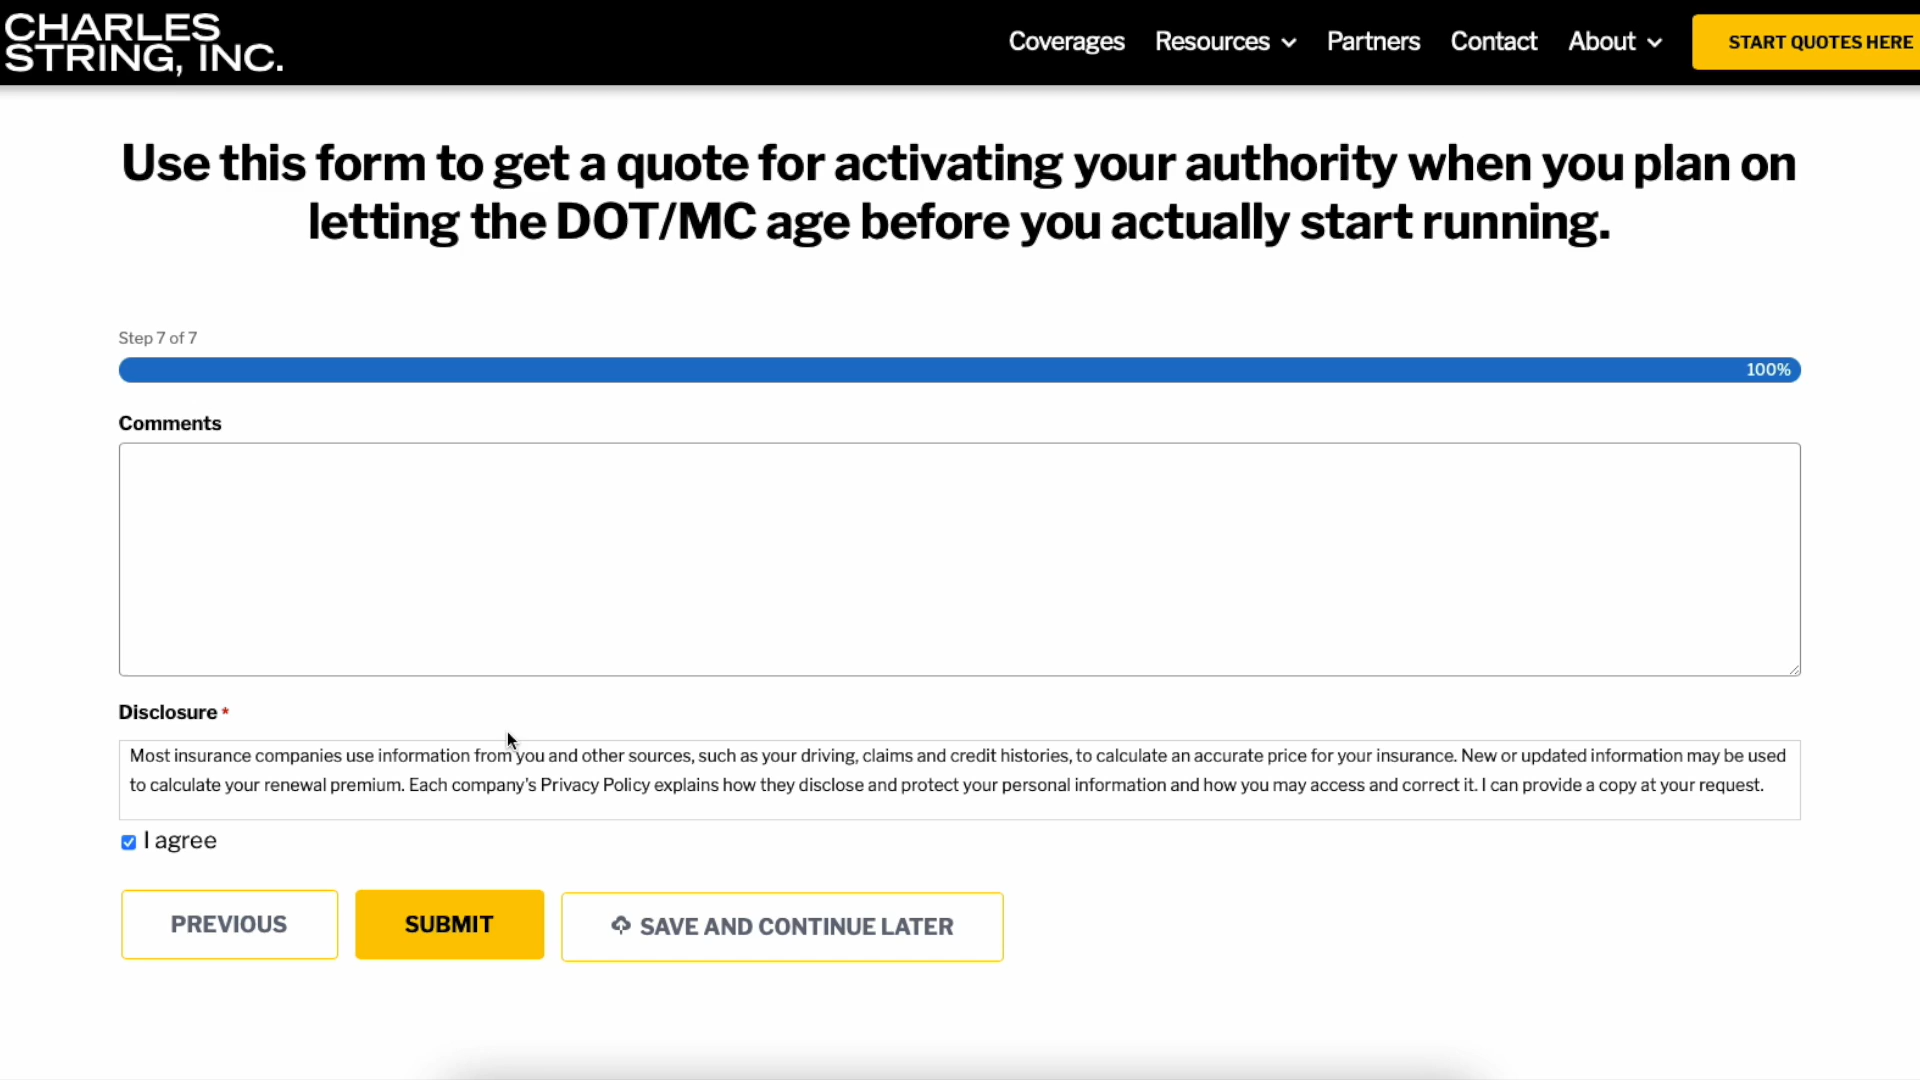 CHARLES
STRING, INC.
Coverages Resources Partners Contact About START QUOTES HERE
Use this form to get a quote for activating your authority when you plan on
letting the DOT/MC age before you actually start running.
Step 7 of 7
100%
Comments
Disclosure *
Most insurance companies use information from you and other sources, such as your driving, claims and credit histories, to calculate an accurate price for your insurance. New or updated information may be used
to calculate your renewal premium. Each company's Privacy Policy explains how they disclose and protect your personal information and how you may access and correct it. I can provide a copy at your request.
I agree
PREVIOUS SUBMIT SAVE AND CONTINUE LATER